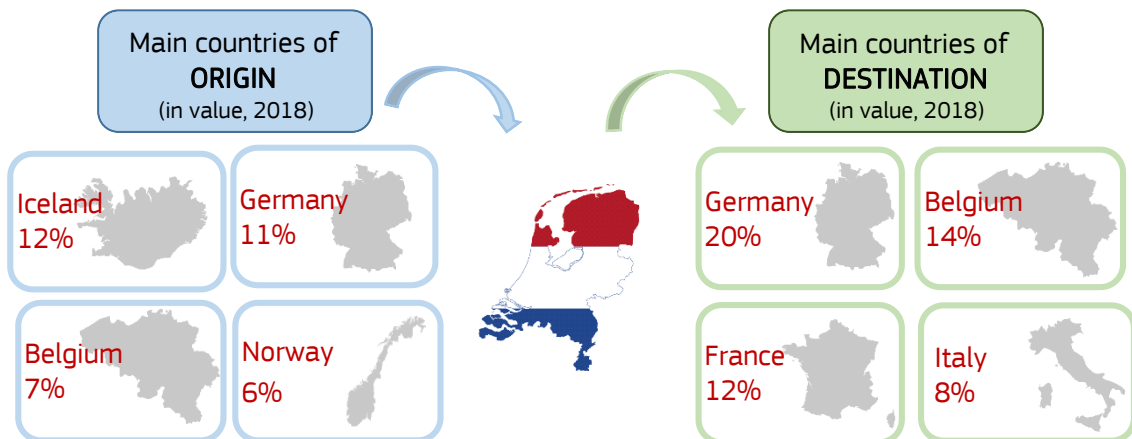 Main countries of
ORIGIN
(in value, 2018)
Main countries of
DESTINATION
(in value, 2018)
Iceland
12%
Germany
11%
Belgium
7%
Norway
6%
Germany
20%
Belgium
14%
France
12%
Italy
8%